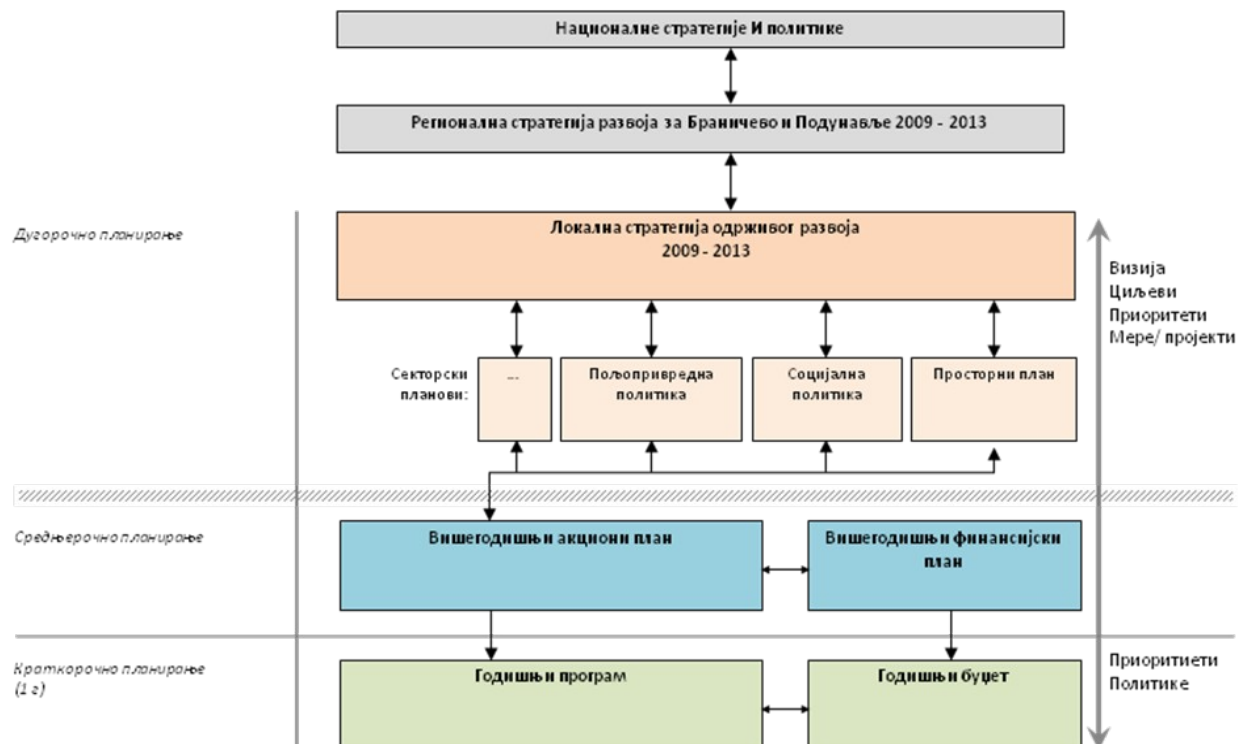 Националне стратегије И политике
Регионална стратегија развоја за Браничево и Подунавље 2009 - 2013
Дугорочно планирање
Локална стратегија одрживог развоја
2009 - 2013
Визија
Циљеви
Приоритети
Мере/ пројекти
Секторски
планови:
...
Пољопривредна
политика
Социјална
политика
Просторни план
Средњерочно планирање
Вишегодишњи акциони план
Вишегодишњи финансијски
план
Краткорочно планирање
(1 г)
Годишњи програм
Годишњи буџет
Приоритиети
Политике